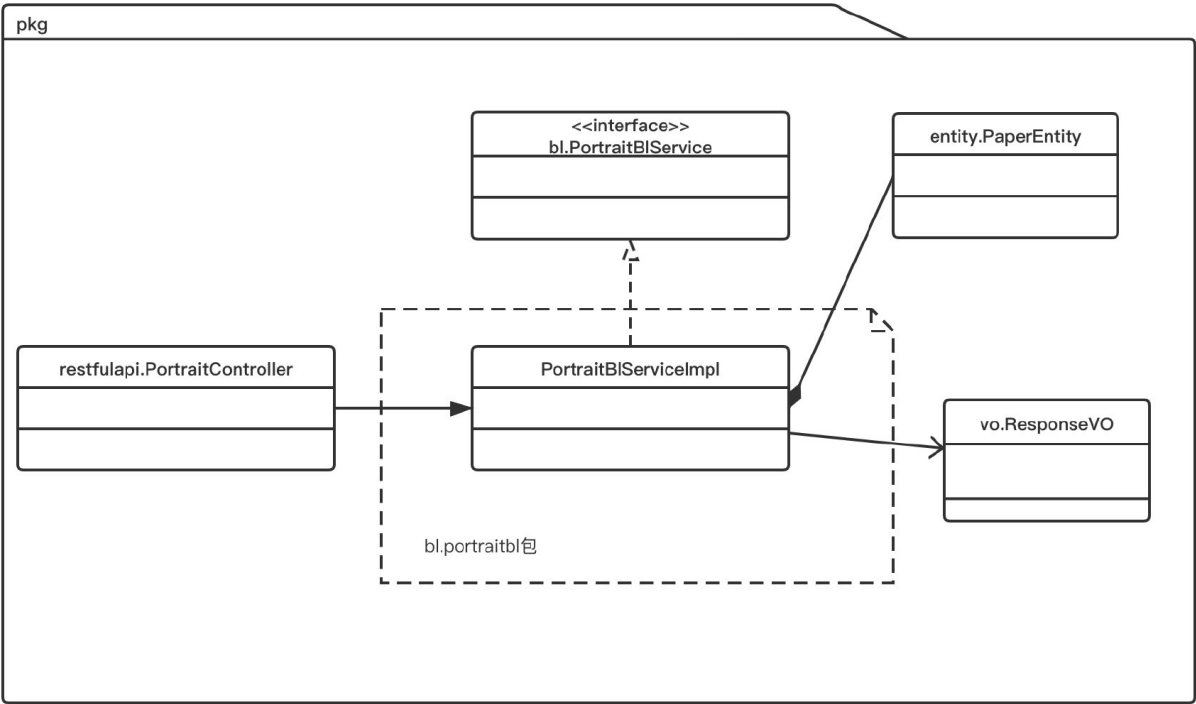 pkg
<<interface>>
bl.PortraitBlService
entity.PaperEntity
restfulapi.PortraitController
PortraitBlServiceImpl
vo.ResponseVO
bl.portraitbl包